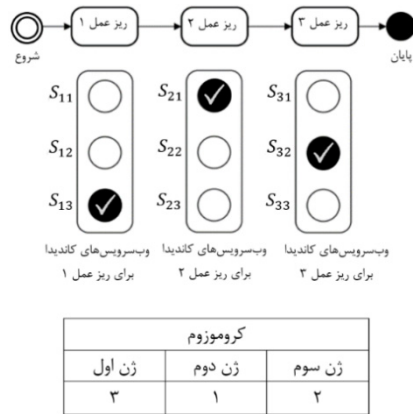 ریز عمل ۱
ریز عمل ۲
ریز عمل ۳
شروع
پایان
S11
S21
S31
S12
S22
S32
S13
S23
S33
وب‌سرویس‌های کاندیدا
برای ریز عمل ۱
وب‌سرویس‌های کاندیدا
برای ریز عمل ۲
وب‌سرویس‌های کاندیدا
برای ریز عمل ۳
کروموزوم
ژن سوم ژن دوم ژن اول
۲ ۱ ۳